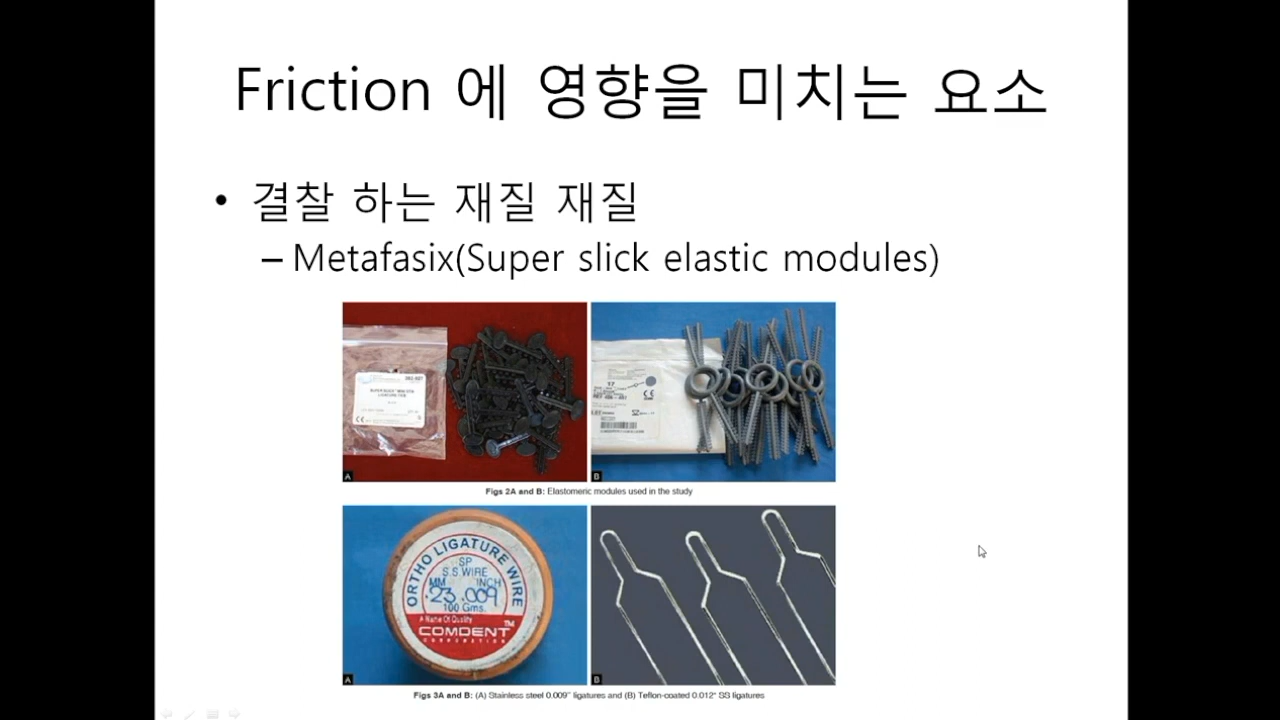 Friction 에 영향을 미치는 요소
• 결찰 하는 재질 재질
– Metafasix(Super slick elastic modules)
A
B
Figs 2A and B: Elastomeric modules used in the study
ORTHO LIGATURE WIRE
SP
S.S. WIRE
MM INCH
.23 .009
100 Gms.
A Name Of Quality
COMDENT TM
CORPORATION
A
B
Figs 3A and B: (A) Stainless steel 0.009" ligatures and (B) Teflon-coated 0.012" SS ligatures